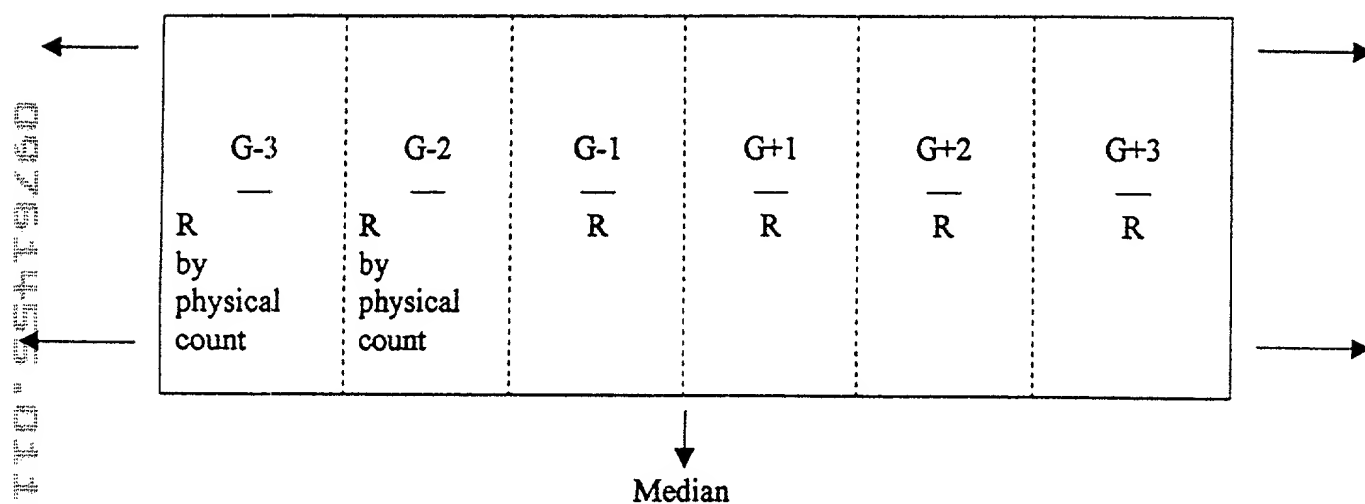 G-3 G-2 G-1 G+1 G+2 G+3
R R R R R R
by by
physical physical
count count
Median